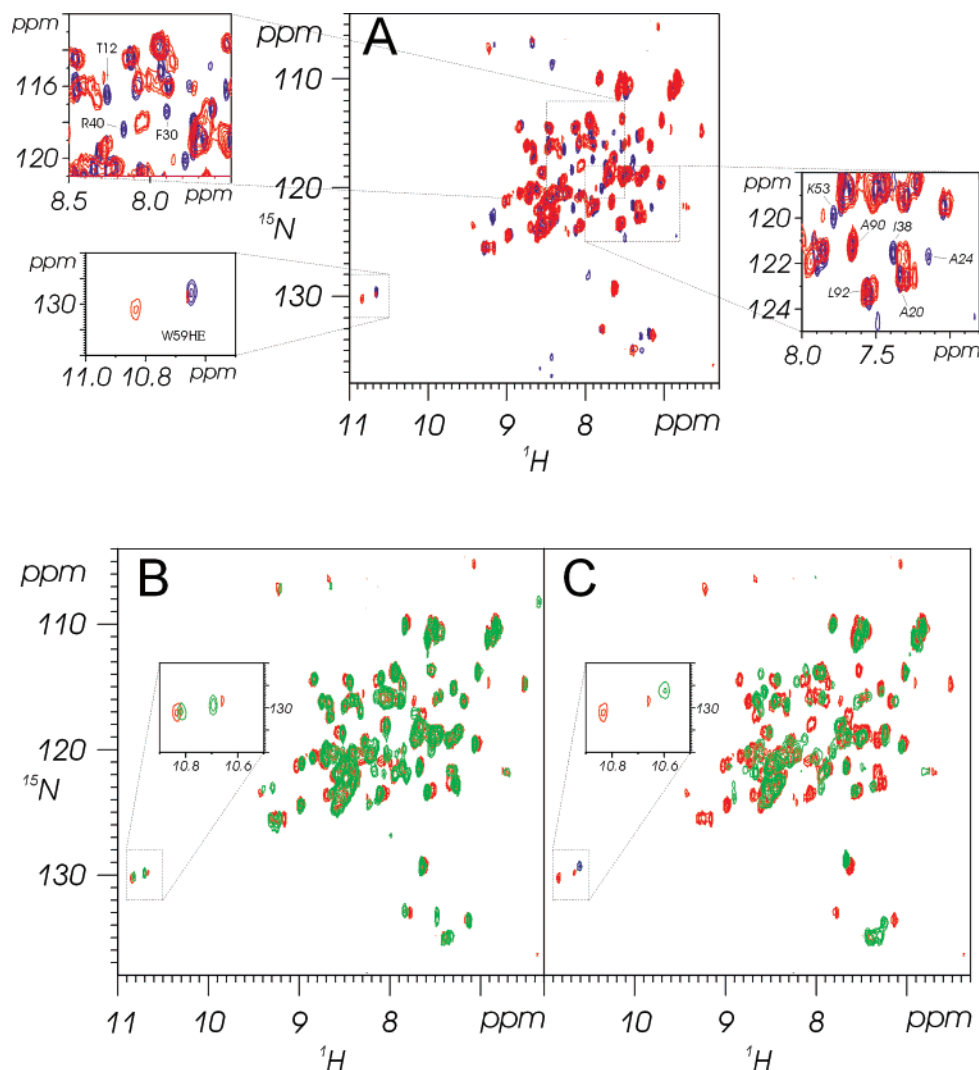 ppm
T12
116
R40
F30
120
8.5
8.0
ppm
ppm
A
110
120
15N
130
11
10
9
8
ppm
1H
ppm
130
W59HE
11.0
10.8
ppm
ppm
K53
120
A90
I38
A24
122
L92
A20
124
8.0
7.5
ppm
ppm
B
C
110
120
15N
130
130
10.8
10.6
130
10.8
10.6
11
10
9
8
ppm
10
9
8
ppm
1H
1H